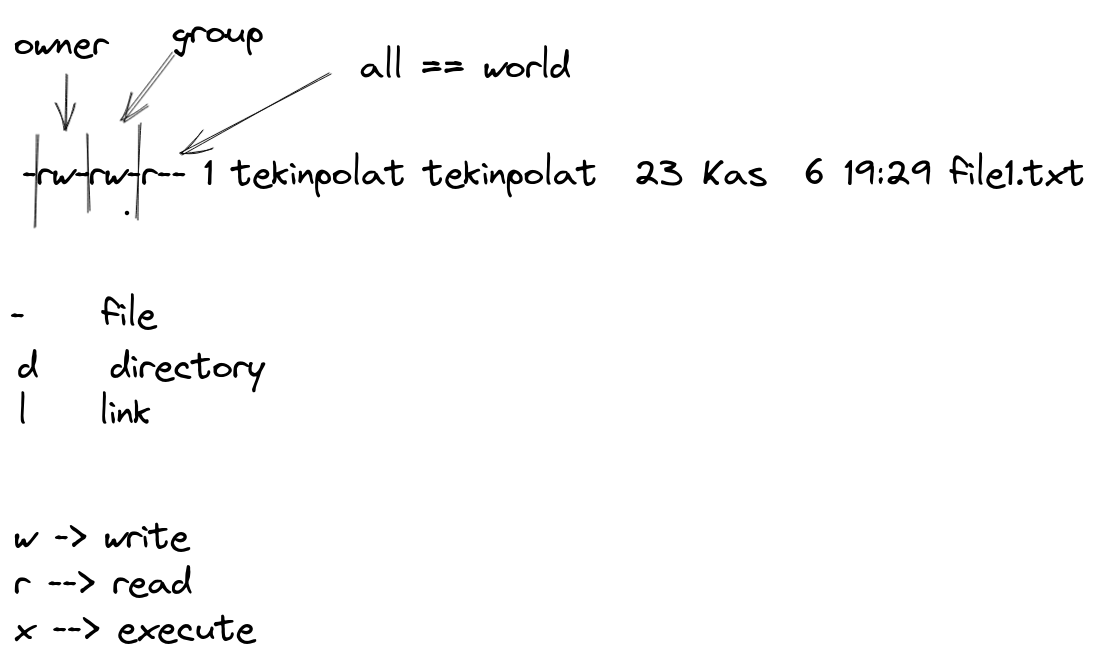 owner group
all == world
-rw-rw-r-- 1 tekinpolat tekinpolat 23 Kas 6 19:29 file1.txt
- file
d directory
l link
w -> write
r --> read
x --> execute